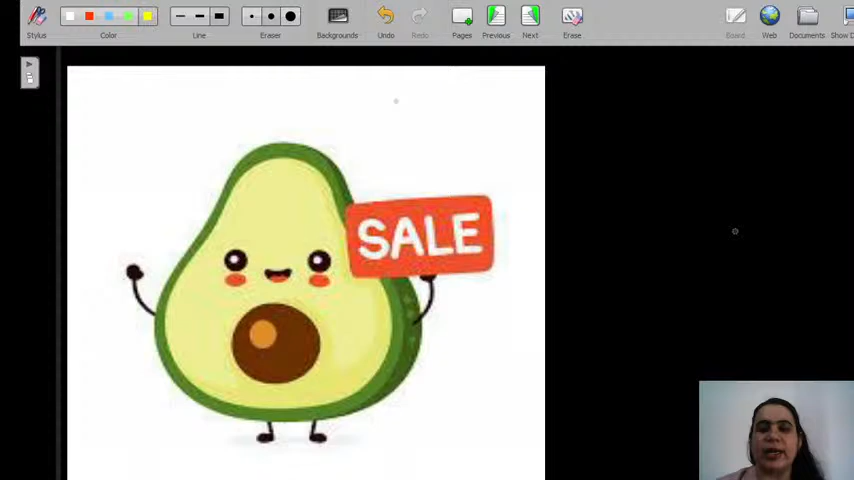 Stylus Color Line Eraser Backgrounds Undo Redo Pages Previous Next Erase Board Web Documents
SALE